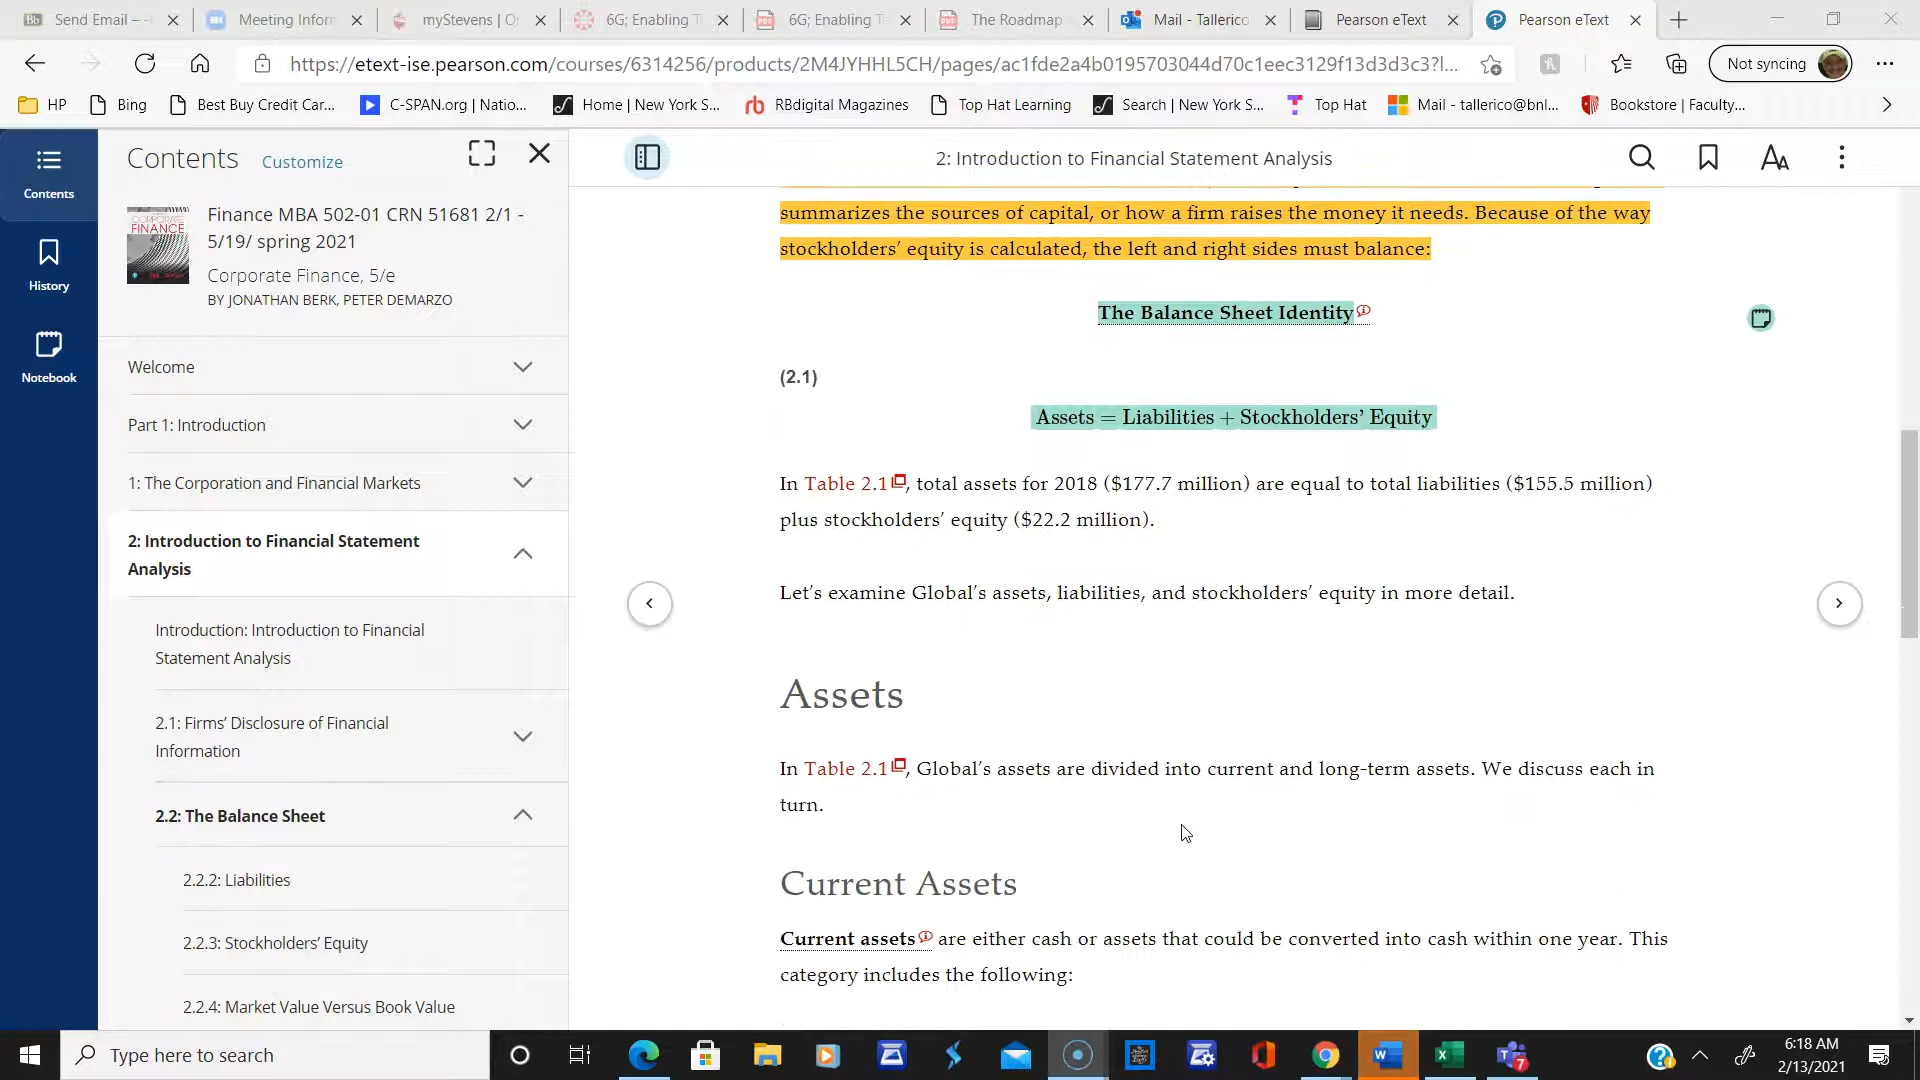 Send Email –
Meeting Infor
myStevens | O
6G; Enabling T
6G; Enabling T
The Roadmap
Mail - Tallerico
Pearson eText
Pearson eText
https://etext-ise.pearson.com/courses/6314256/products/2M4JYHHL5CH/pages/ac1fde2a4b0195703044d70c1eec3129f13d3d3c3?l...
Not syncing
HP
Bing
Best Buy Credit Car...
C-SPAN.org | Natio...
Home | New York S...
RBdigital Magazines
Top Hat Learning
Search | New York S...
Top Hat
Mail - tallerico@bnl...
Bookstore | Faculty...
Contents
History
Notebook
Contents Customize
Finance MBA 502-01 CRN 51681 2/1 -
5/19/ spring 2021
Corporate Finance, 5/e
BY JONATHAN BERK, PETER DEMARZO
CORPORATE
FINANCE
Welcome
Part 1: Introduction
1: The Corporation and Financial Markets
2: Introduction to Financial Statement
Analysis
Introduction: Introduction to Financial
Statement Analysis
2.1: Firms’ Disclosure of Financial
Information
2.2: The Balance Sheet
2.2.2: Liabilities
2.2.3: Stockholders’ Equity
2.2.4: Market Value Versus Book Value
2: Introduction to Financial Statement Analysis
summarizes the sources of capital, or how a firm raises the money it needs. Because of the way
stockholders’ equity is calculated, the left and right sides must balance:
The Balance Sheet Identity
(2.1)
Assets = Liabilities + Stockholders’ Equity
In Table 2.1, total assets for 2018 ($177.7 million) are equal to total liabilities ($155.5 million)
plus stockholders’ equity ($22.2 million).
Let’s examine Global’s assets, liabilities, and stockholders’ equity in more detail.
Assets
In Table 2.1, Global’s assets are divided into current and long-term assets. We discuss each in
turn.
Current Assets
Current assets are either cash or assets that could be converted into cash within one year. This
category includes the following:
Type here to search
6:18 AM
2/13/2021